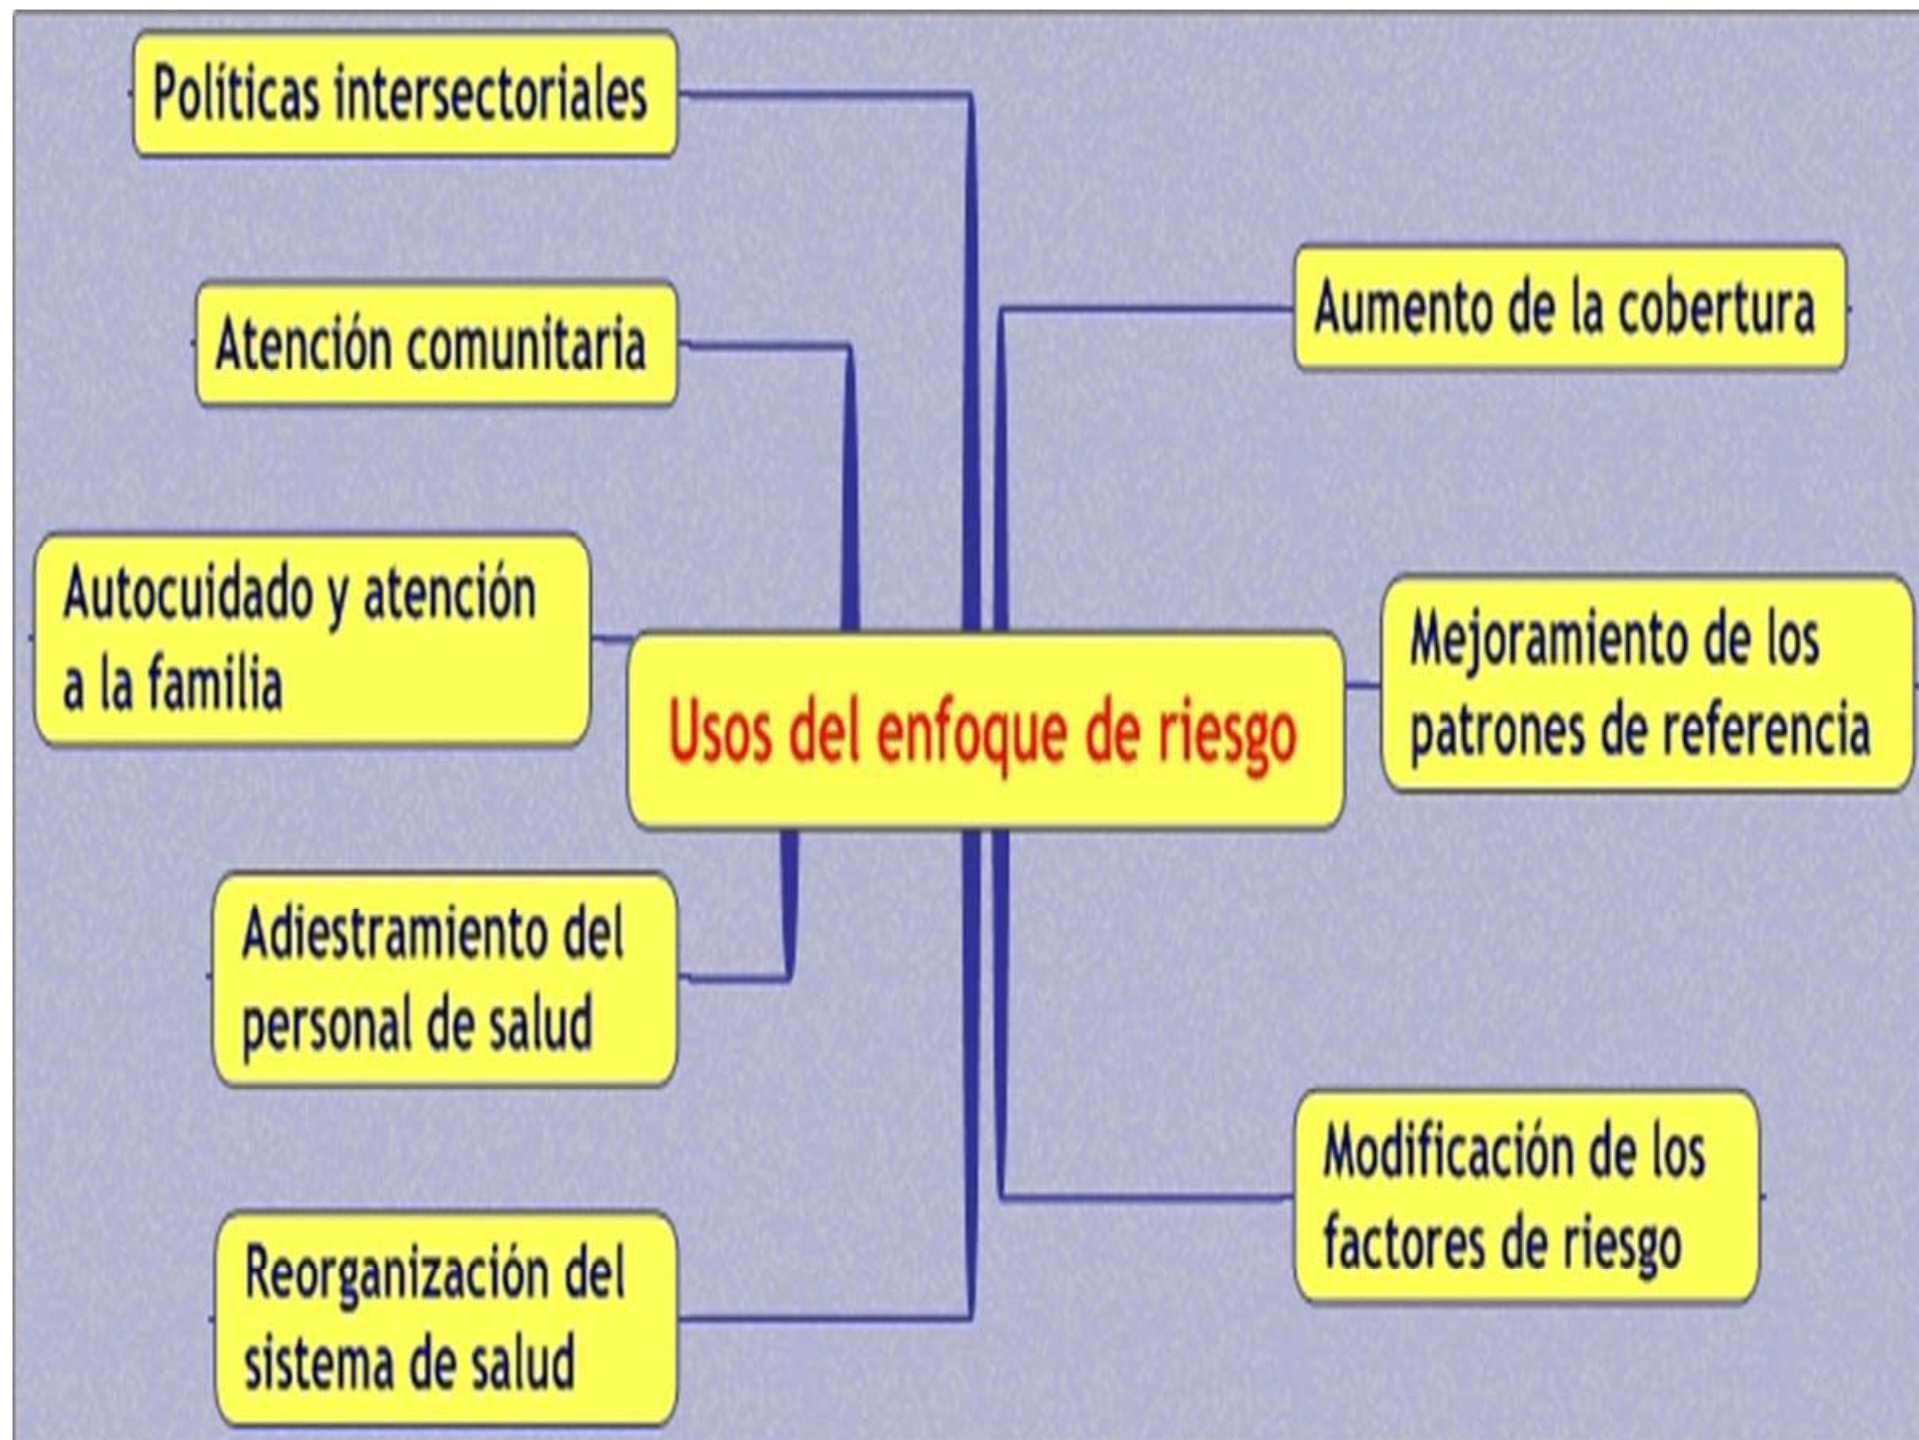 Políticas intersectoriales
Atención comunitaria
Autocuidado y atención
a la familia
Adiestramiento del
personal de salud
Reorganización del
sistema de salud
Usos del enfoque de riesgo
Aumento de la cobertura
Mejoramiento de los
patrones de referencia
Modificación de los
factores de riesgo